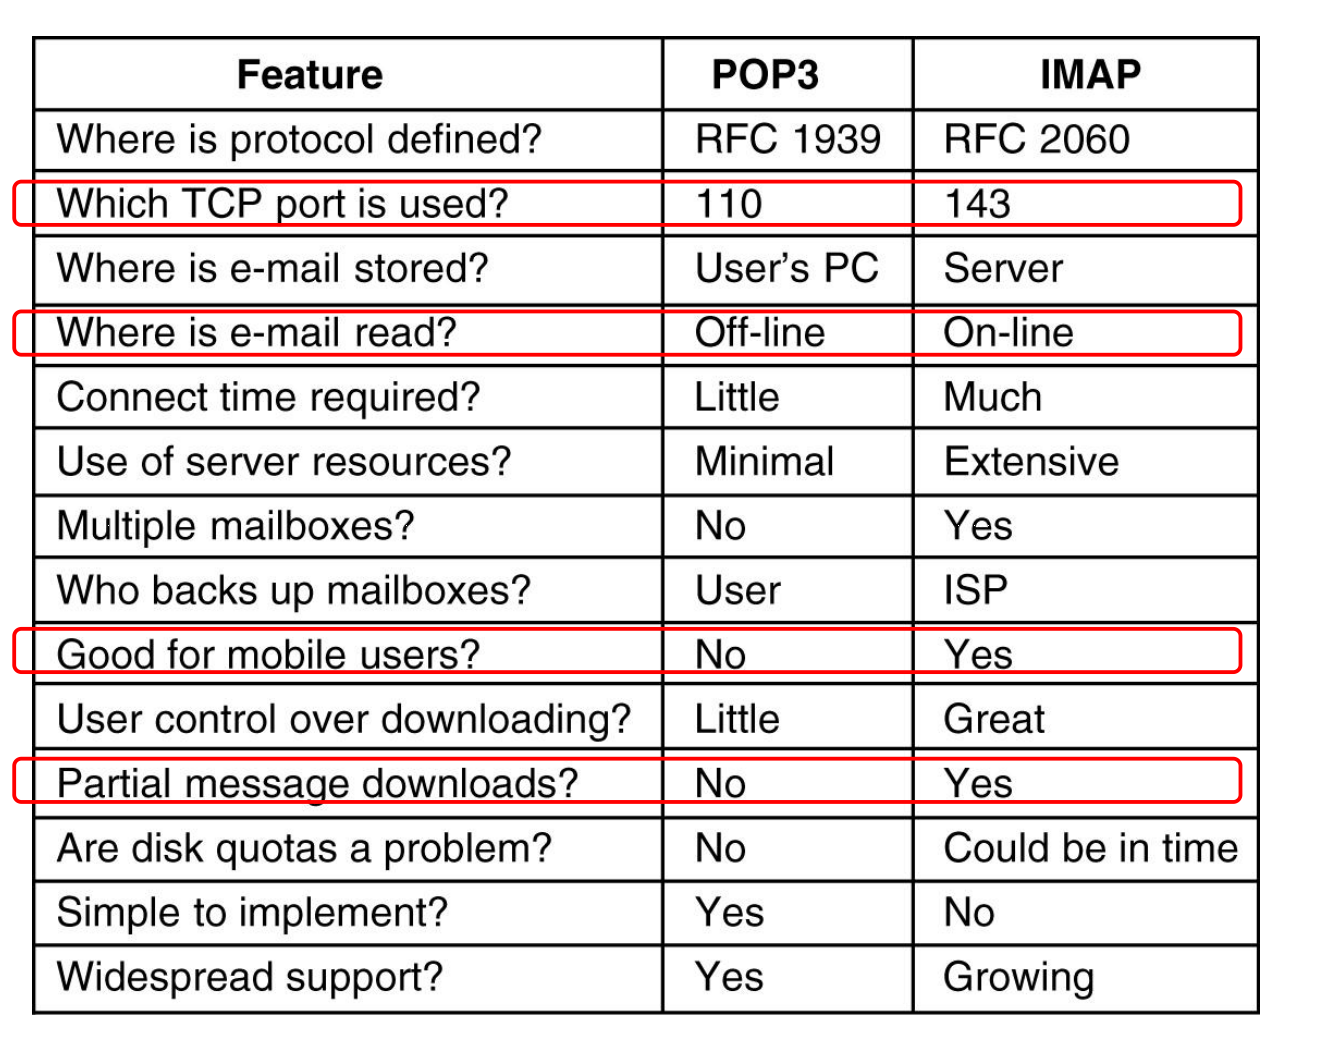 Feature POP3 IMAP
Where is protocol defined? RFC 1939 RFC 2060
Which TCP port is used? 110 143
Where is e-mail stored? User’s PC Server
Where is e-mail read? Off-line On-line
Connect time required? Little Much
Use of server resources? Minimal Extensive
Multiple mailboxes? No Yes
Who backs up mailboxes? User ISP
Good for mobile users? No Yes
User control over downloading? Little Great
Partial message downloads? No Yes
Are disk quotas a problem? No Could be in time
Simple to implement? Yes No
Widespread support? Yes Growing